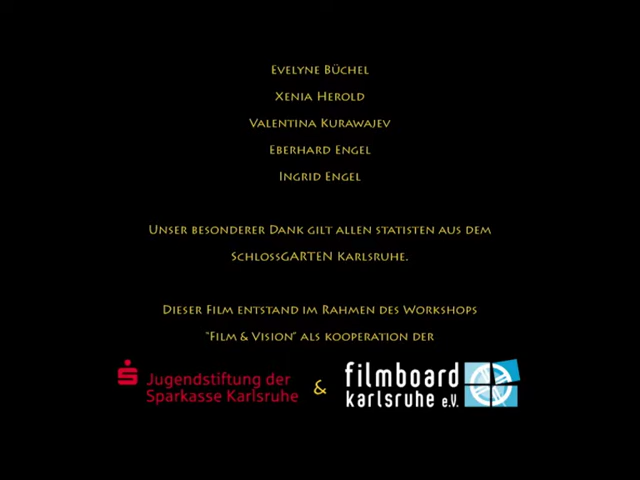 Evelyne Büchel
Xenia Herold
Valentina Kurawajev
Eberhard Engel
Ingrid Engel
Unser besonderer Dank gilt allen statisten aus dem
SchlossGARTEN Karlsruhe.
Dieser Film entstand im Rahmen des Workshops
"Film & Vision" als kooperation der
Jugendstiftung der
Sparkasse Karlsruhe
&
filmboard
karlsruhe e.V.